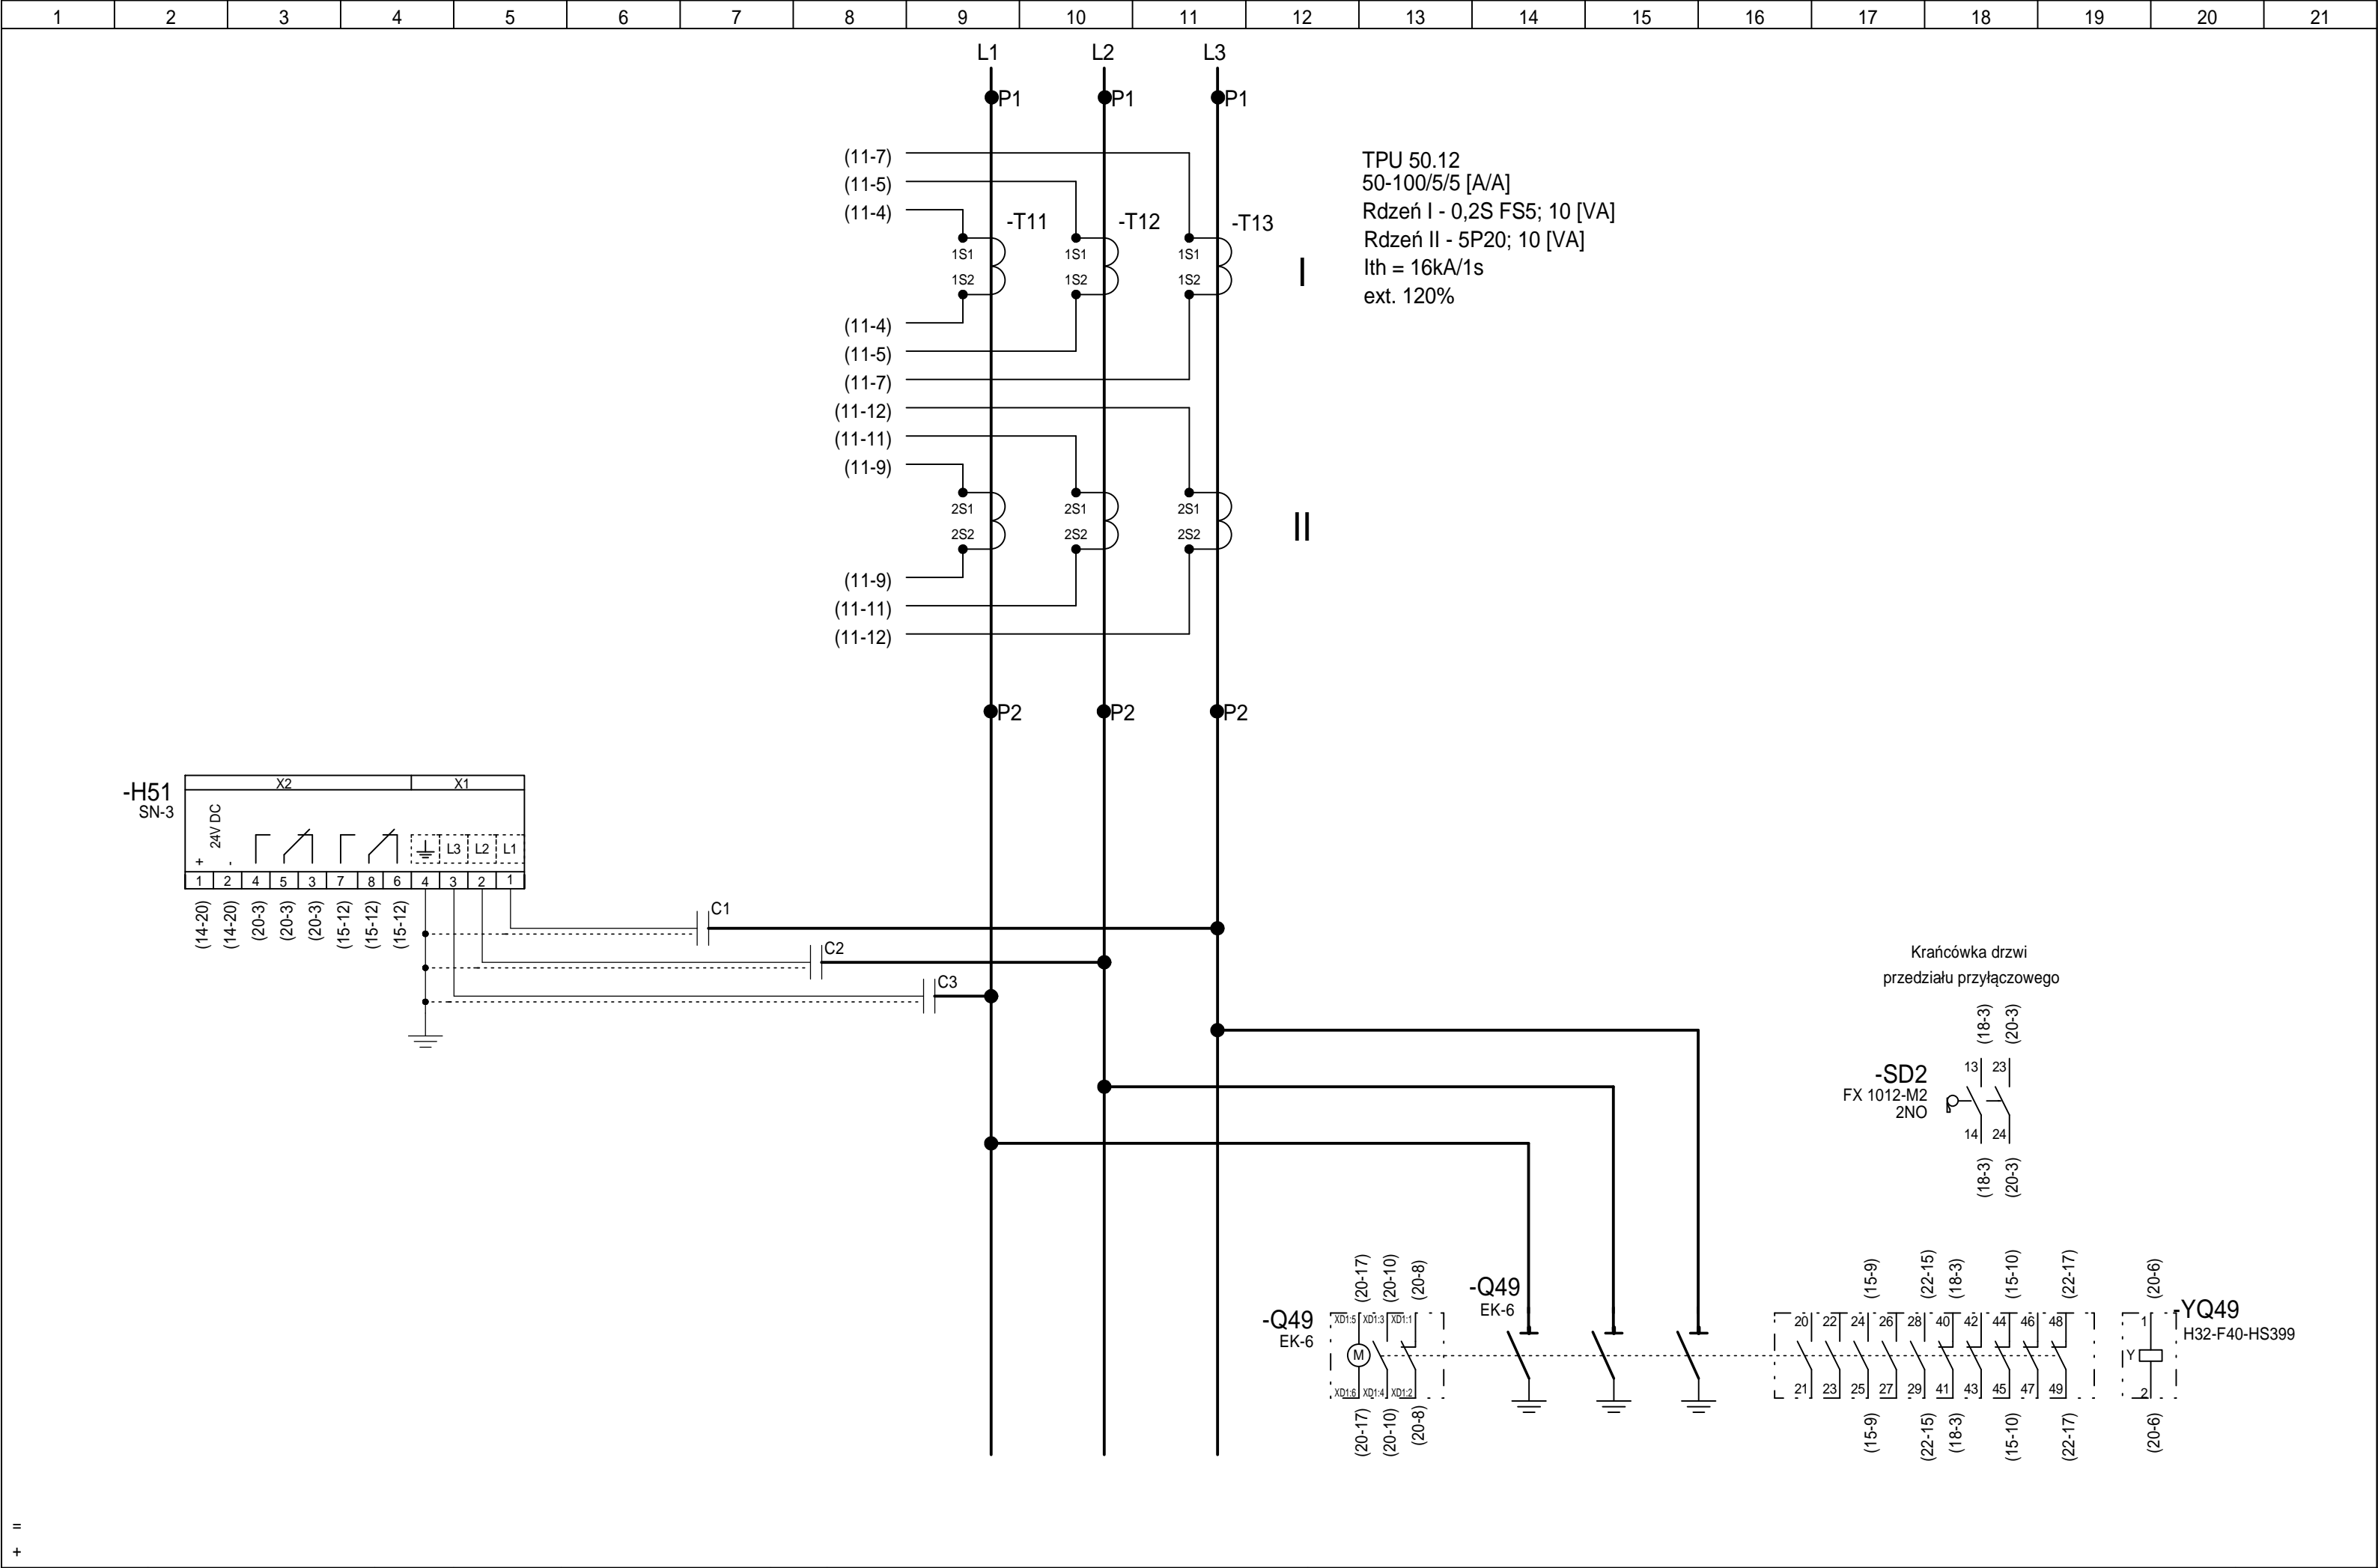 1 2 3 4 5 6 7 8 9 10 11 12 13 14 15 16 17 18 19 20 21
L1 L2 L3
P1 P1 P1
(11-7)
(11-5)
(11-4)
-T11 -T12 -T13
1S1 1S1 1S1
1S2 1S2 1S2
I
TPU 50.12
50-100/5/5 [A/A]
Rdzeń I - 0,2S FS5; 10 [VA]
Rdzeń II - 5P20; 10 [VA]
Ith = 16kA/1s
ext. 120%
(11-4)
(11-5)
(11-7)
(11-12)
(11-11)
(11-9)
2S1 2S1 2S1
2S2 2S2 2S2
II
(11-9)
(11-11)
(11-12)
P2 P2 P2
-H51
SN-3
X2 X1
24V DC
+ -
L3 L2 L1
1 2 4 5 3 7 8 6 4 3 2 1
(14-20) (14-20) (20-3) (20-3) (20-3) (15-12) (15-12) (15-12)
C1
C2
C3
Krańcówka drzwi
przedziału przyłączowego
(18-3) (20-3)
-SD2
FX 1012-M2
2NO
13 23
14 24
(18-3) (20-3)
(20-17) (20-10) (20-8)
-Q49
EK-6
XD1:5 XD1:3 XD1:1
M
XD1:6 XD1:4 XD1:2
(20-17) (20-10) (20-8)
-Q49
EK-6
(15-9) (22-15) (18-3) (15-10) (22-17)
20 22 24 26 28 40 42 44 46 48
21 23 25 27 29 41 43 45 47 49
(15-9) (22-15) (18-3) (15-10) (22-17)
(20-6)
-YQ49
H32-F40-HS399
1
Y
2
(20-6)
=
+